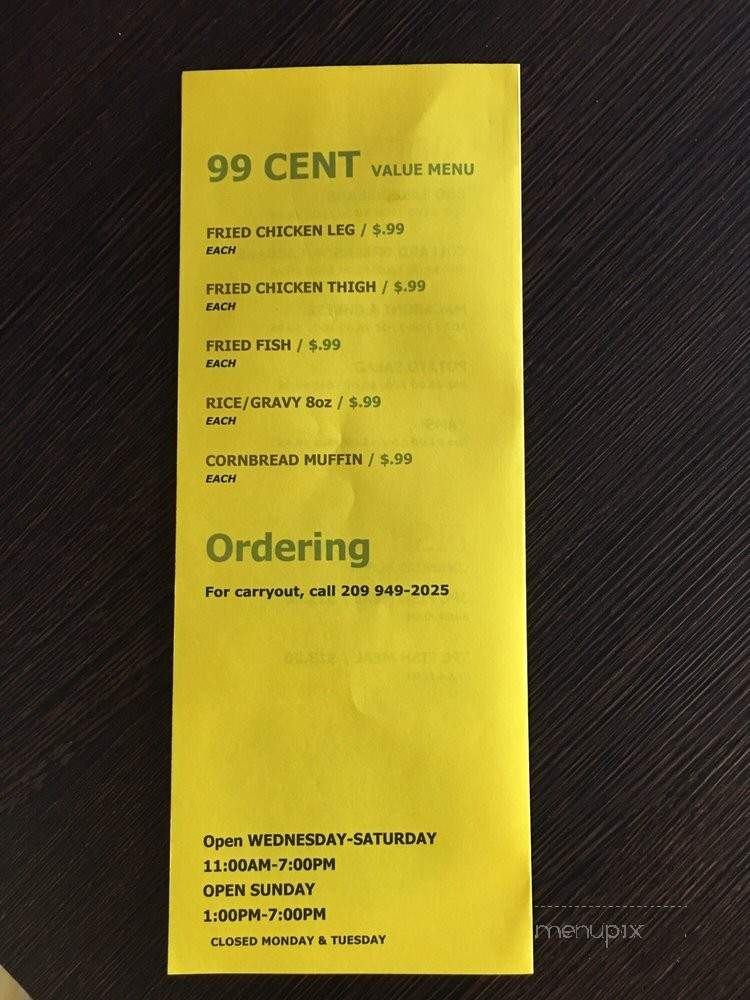 99 CENT VALUE MENU
FRIED CHICKEN LEG / $.99
EACH
FRIED CHICKEN THIGH / $.99
EACH
FRIED FISH / $.99
EACH
RICE/GRAVY 8oz / $.99
EACH
CORNBREAD MUFFIN / $.99
EACH
Ordering
For carryout, call 209 949-2025
Open WEDNESDAY-SATURDAY
11:00AM-7:00PM
OPEN SUNDAY
1:00PM-7:00PM
CLOSED MONDAY & TUESDAY
menupix